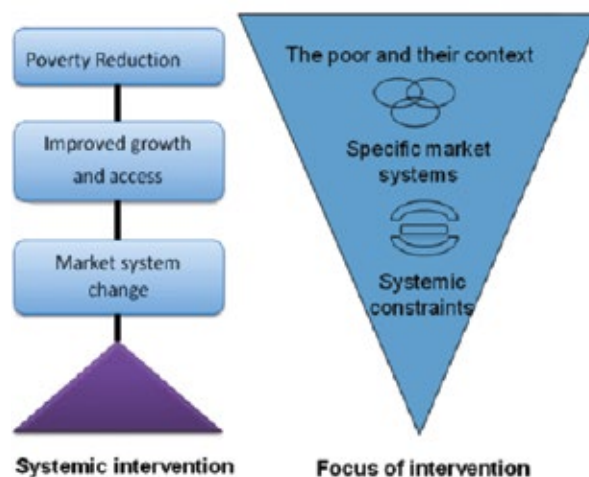 Poverty Reduction
Improved growth
and access
Market system
change
Systemic intervention
The poor and their context
Specific market
systems
Systemic
constraints
Focus of intervention